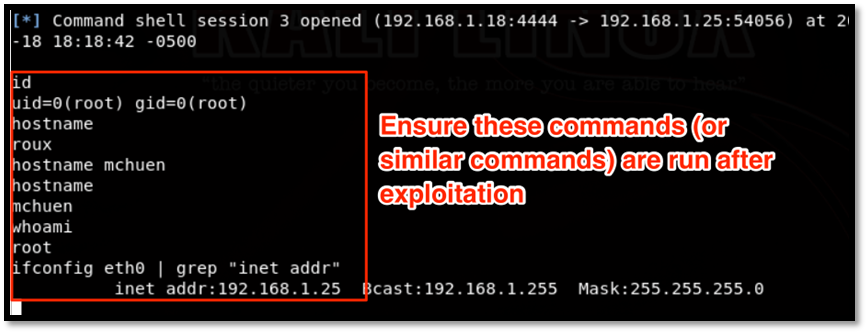 [*] Command shell session 3 opened (192.168.1.18:4444 -> 192.168.1.25:54056) at 20
-18 18:18:42 -0500
KALI LINUX
"the quieter you become, the more you are able to hear"
id
uid=0(root) gid=0(root)
hostname
roux
hostname mchuen
hostname
mchuen
whoami
root
ifconfig eth0 | grep "inet addr"
inet addr:192.168.1.25 Bcast:192.168.1.255 Mask:255.255.255.0
Ensure these commands (or
similar commands) are run after
exploitation